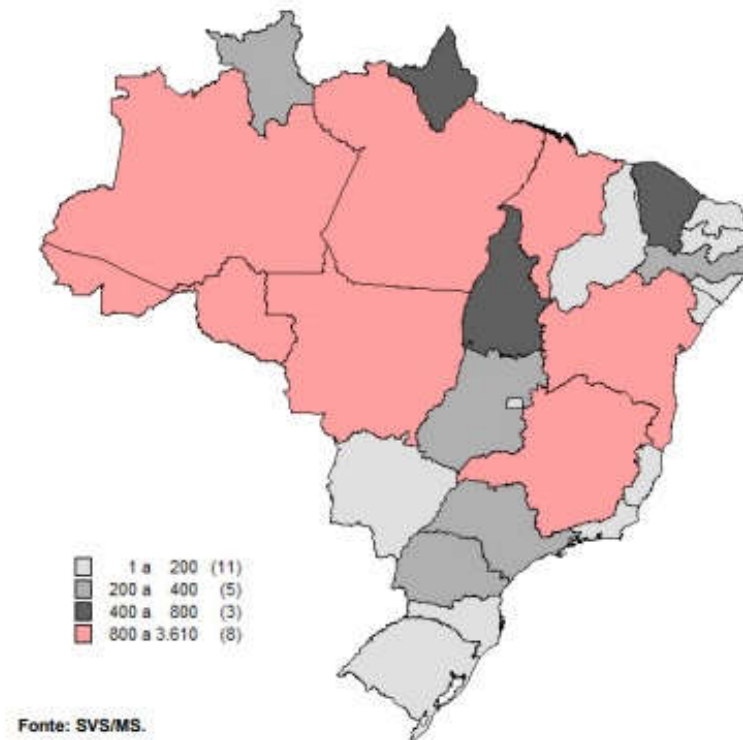 1 a 200 (11)
200 a 400 (5)
400 a 800 (3)
800 a 3.610 (8)
Fonte: SVS/MS.